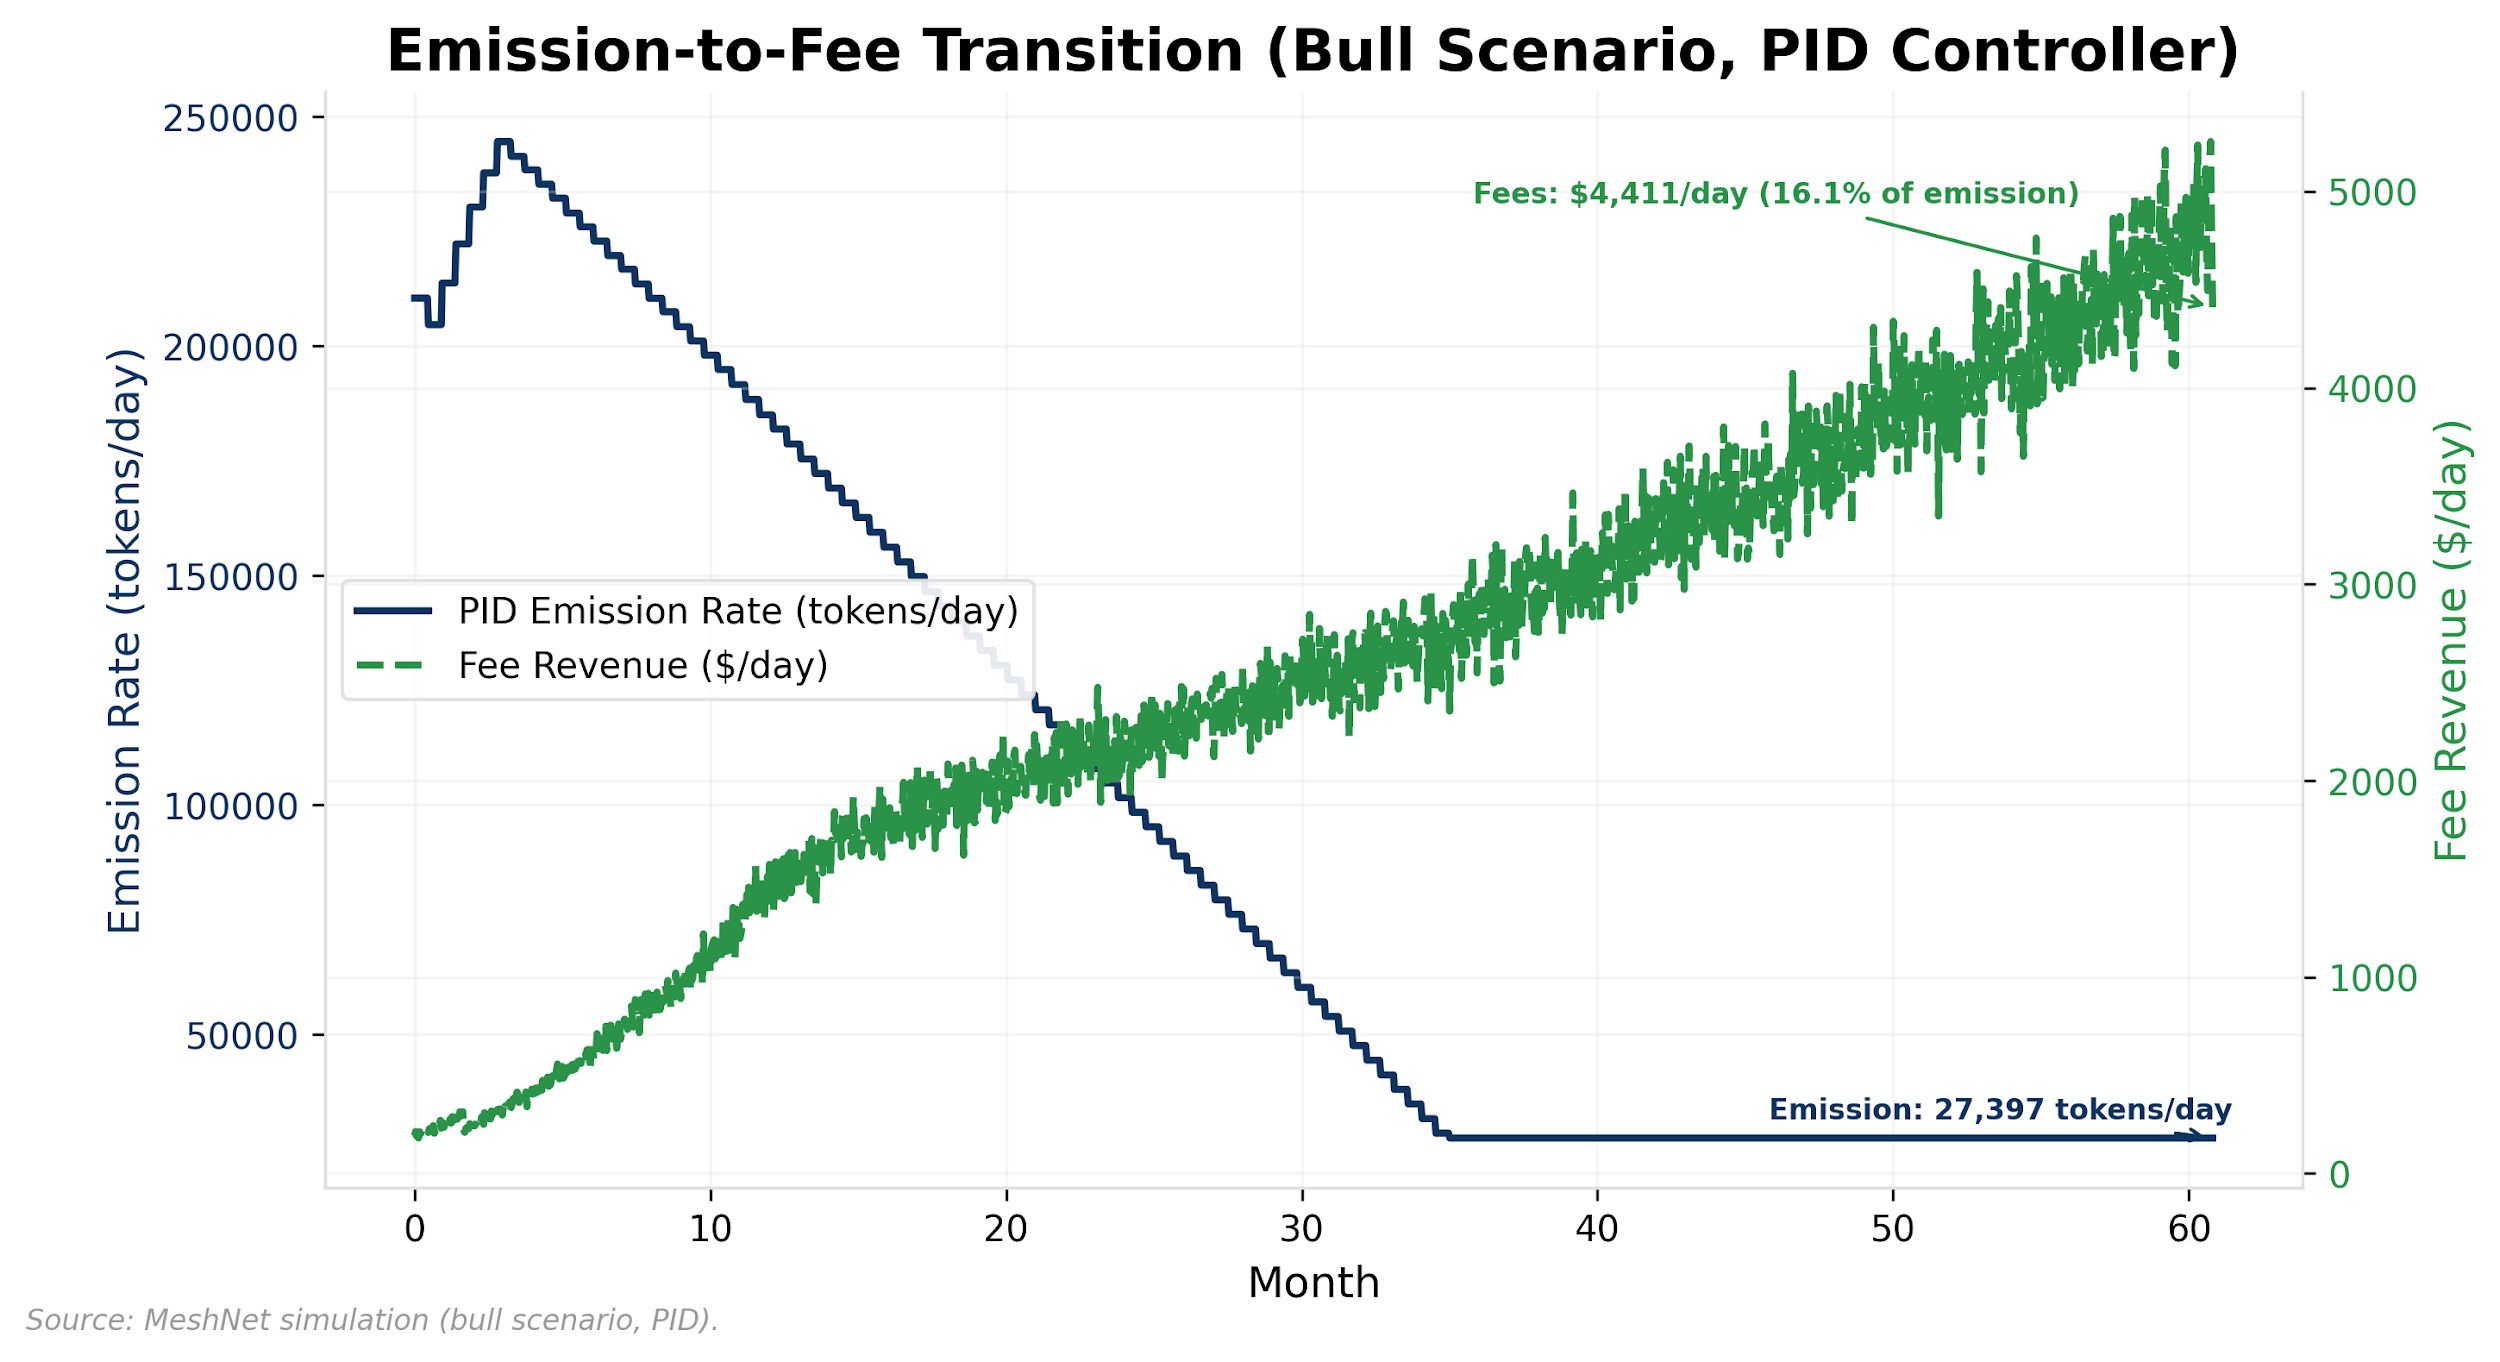 Emission-to-Fee Transition (Bull Scenario, PID Controller)
250000
200000
150000
100000
50000
Emission Rate (tokens/day)
5000
4000
3000
2000
1000
0
Fee Revenue ($/day)
Fees: $4,411/day (16.1% of emission)
PID Emission Rate (tokens/day)
Fee Revenue ($/day)
Emission: 27,397 tokens/day
0 10 20 30 40 50 60
Month
Source: MeshNet simulation (bull scenario, PID).